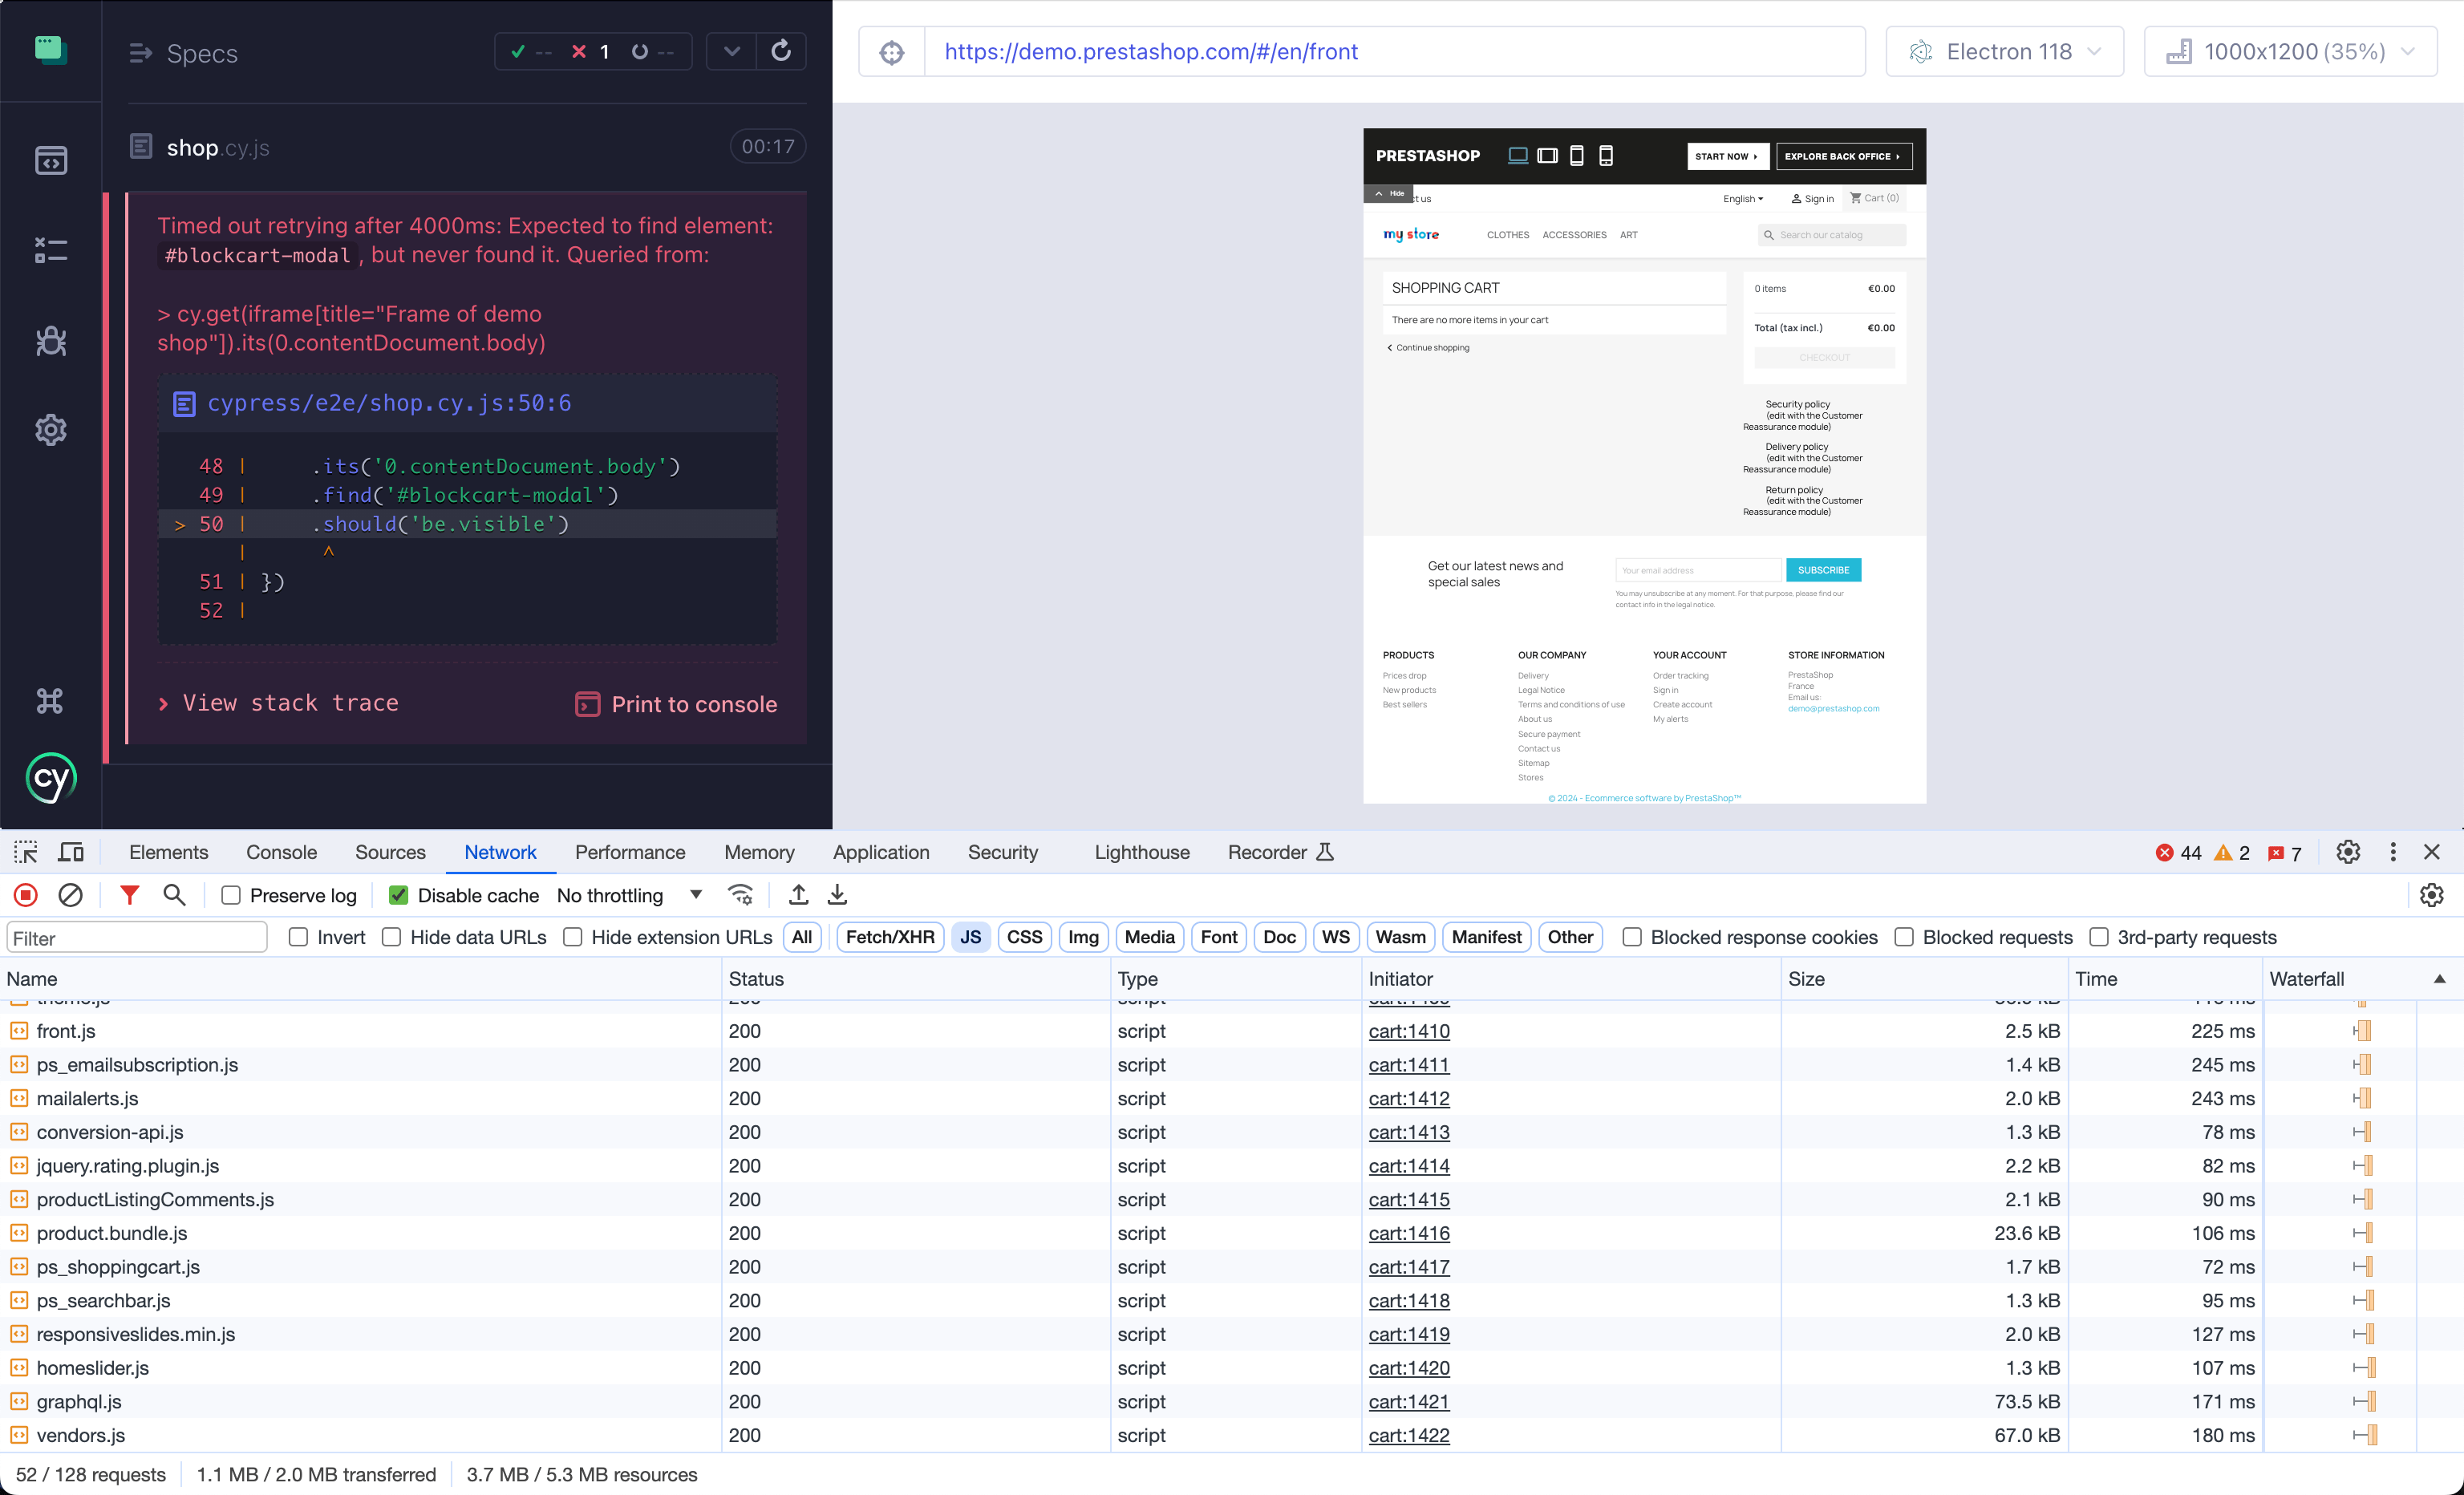 Specs
-- 1 --
https://demo.prestashop.com/#/en/front
Electron 118
1000x1200 (35%)
shop.cy.js
00:17
Timed out retrying after 4000ms: Expected to find element:
#blockcart-modal, but never found it. Queried from:
> cy.get(iframe[title="Frame of demo
shop"]).its(0.contentDocument.body)
cypress/e2e/shop.cy.js:50:6
48 | .its('0.contentDocument.body')
49 | .find('#blockcart-modal')
> 50 | .should('be.visible')
| ^
51 | })
52 |
View stack trace
Print to console
cy
PRESTASHOP
START NOW
EXPLORE BACK OFFICE
Hide
ct us
English
Sign in
Cart (0)
my store
CLOTHES ACCESSORIES ART
Search our catalog
SHOPPING CART
There are no more items in your cart
Continue shopping
0 items €0.00
Total (tax incl.) €0.00
CHECKOUT
Security policy
(edit with the Customer
Reassurance module)
Delivery policy
(edit with the Customer
Reassurance module)
Return policy
(edit with the Customer
Reassurance module)
Get our latest news and
special sales
Your email address
SUBSCRIBE
You may unsubscribe at any moment. For that purpose, please find our
contact info in the legal notice.
PRODUCTS
Prices drop
New products
Best sellers
OUR COMPANY
Delivery
Legal Notice
Terms and conditions of use
About us
Secure payment
Contact us
Sitemap
Stores
YOUR ACCOUNT
Order tracking
Sign in
Create account
My alerts
STORE INFORMATION
PrestaShop
France
Email us:
demo@prestashop.com
© 2024 - Ecommerce software by PrestaShop™
Elements Console Sources Network Performance Memory Application Security Lighthouse Recorder 44 2 7
Preserve log Disable cache No throttling
Filter Invert Hide data URLs Hide extension URLs All Fetch/XHR JS CSS Img Media Font Doc WS Wasm Manifest Other Blocked response cookies Blocked requests 3rd-party requests
Name Status Type Initiator Size Time Waterfall
theme.js 200 script
front.js 200 script cart:1410 2.5 kB 225 ms
ps_emailsubscription.js 200 script cart:1411 1.4 kB 245 ms
mailalerts.js 200 script cart:1412 2.0 kB 243 ms
conversion-api.js 200 script cart:1413 1.3 kB 78 ms
jquery.rating.plugin.js 200 script cart:1414 2.2 kB 82 ms
productListingComments.js 200 script cart:1415 2.1 kB 90 ms
product.bundle.js 200 script cart:1416 23.6 kB 106 ms
ps_shoppingcart.js 200 script cart:1417 1.7 kB 72 ms
ps_searchbar.js 200 script cart:1418 1.3 kB 95 ms
responsiveslides.min.js 200 script cart:1419 2.0 kB 127 ms
homeslider.js 200 script cart:1420 1.3 kB 107 ms
graphql.js 200 script cart:1421 73.5 kB 171 ms
vendors.js 200 script cart:1422 67.0 kB 180 ms
52 / 128 requests 1.1 MB / 2.0 MB transferred 3.7 MB / 5.3 MB resources